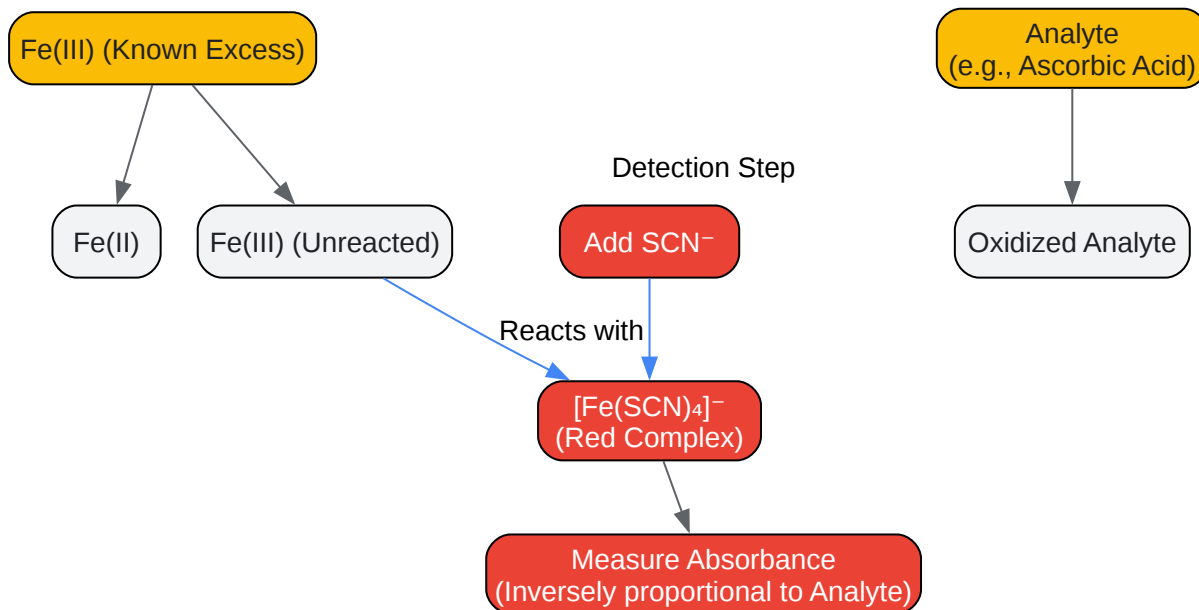 Fe(III) (Known Excess)
Analyte
(e.g., Ascorbic Acid)
Detection Step
Fe(II)
Fe(III) (Unreacted)
Add SCN⁻
Oxidized Analyte
Reacts with
[Fe(SCN)₄]⁻
(Red Complex)
Measure Absorbance
(Inversely proportional to Analyte)